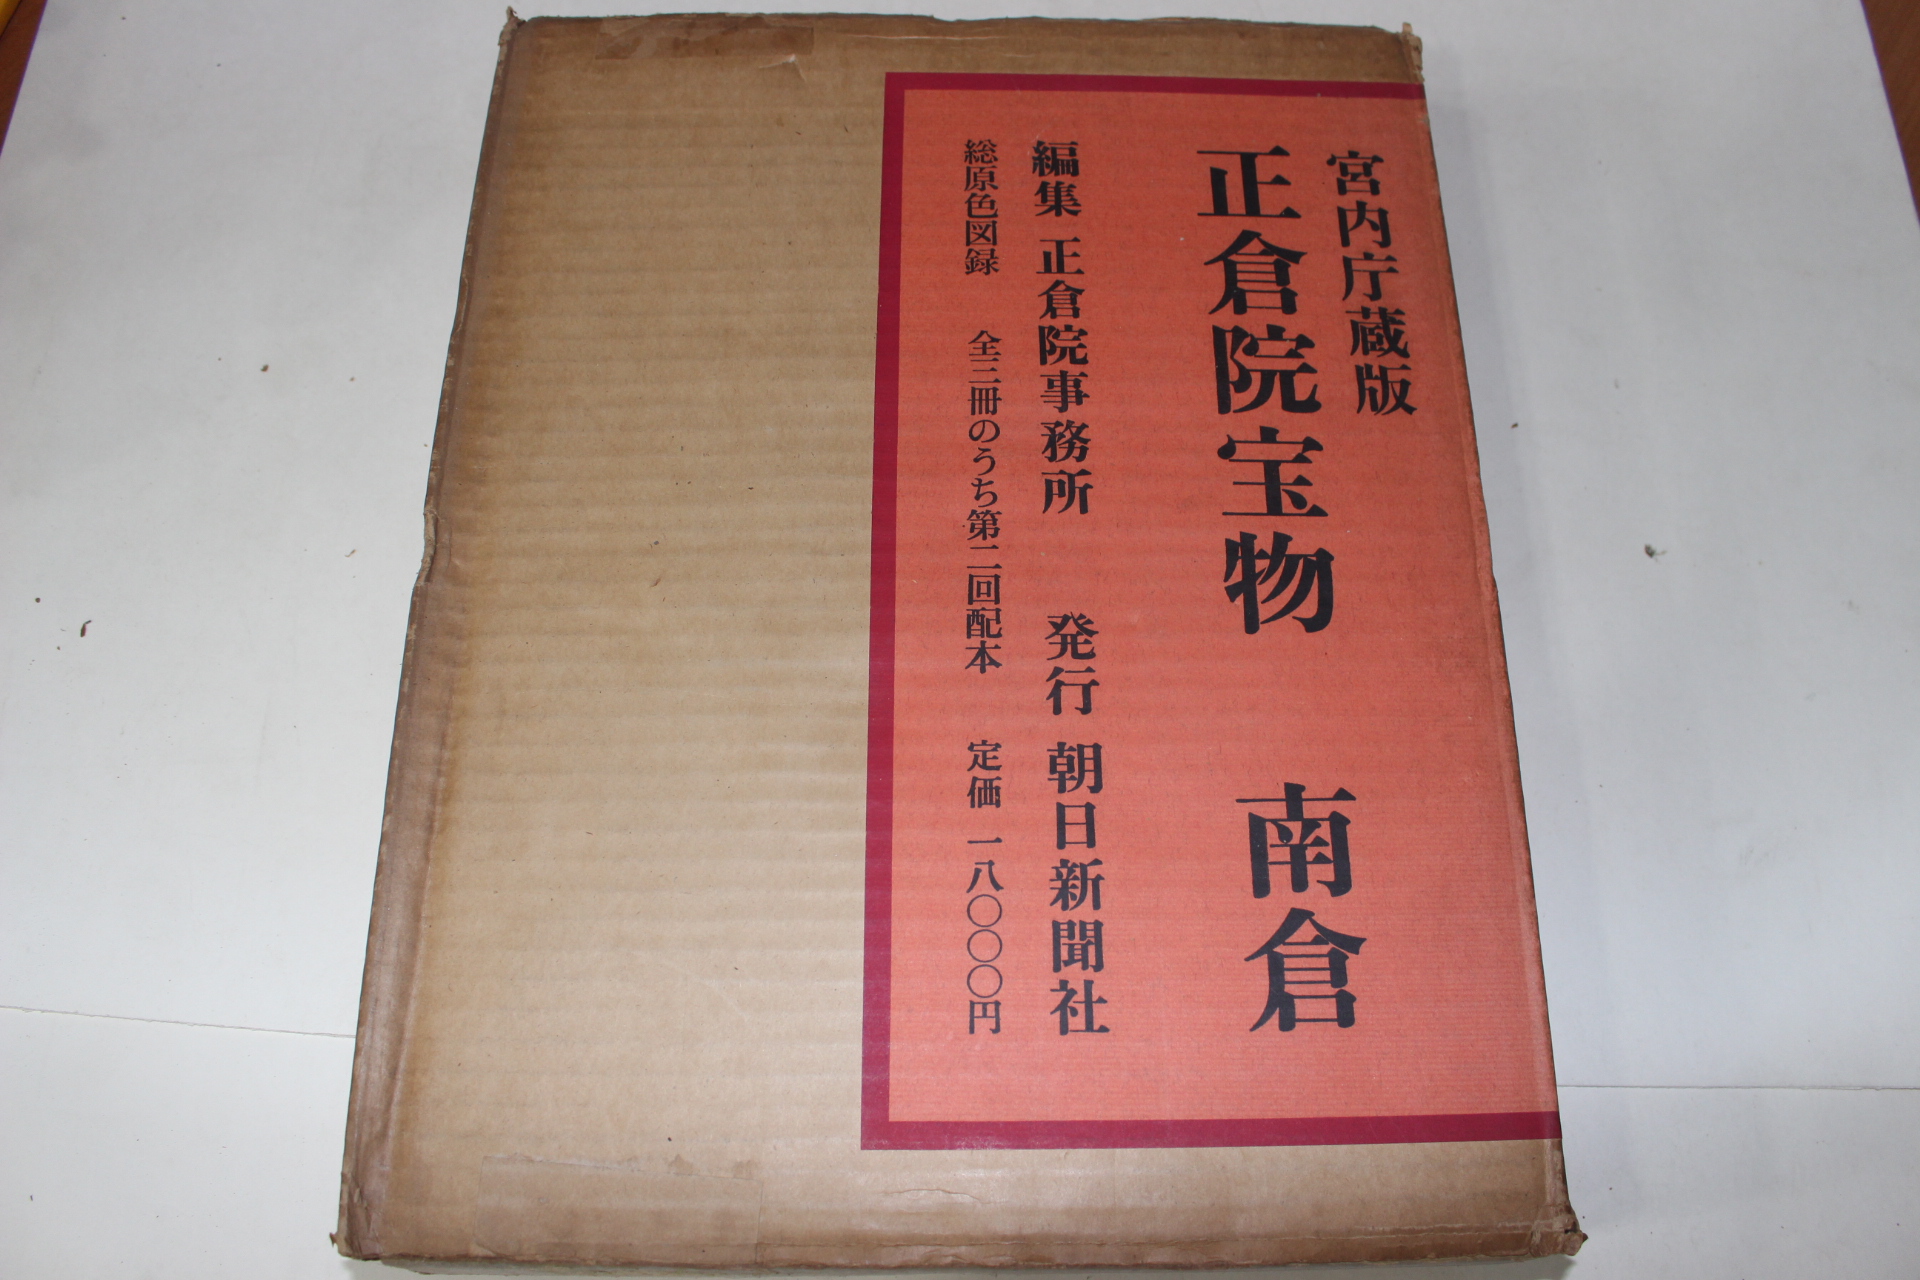 宮内庁蔵版
正倉院宝物 南倉
編集 正倉院事務所 発行 朝日新聞社
総原色図録 全三冊のうち第二回配本 定価 一八〇〇〇円